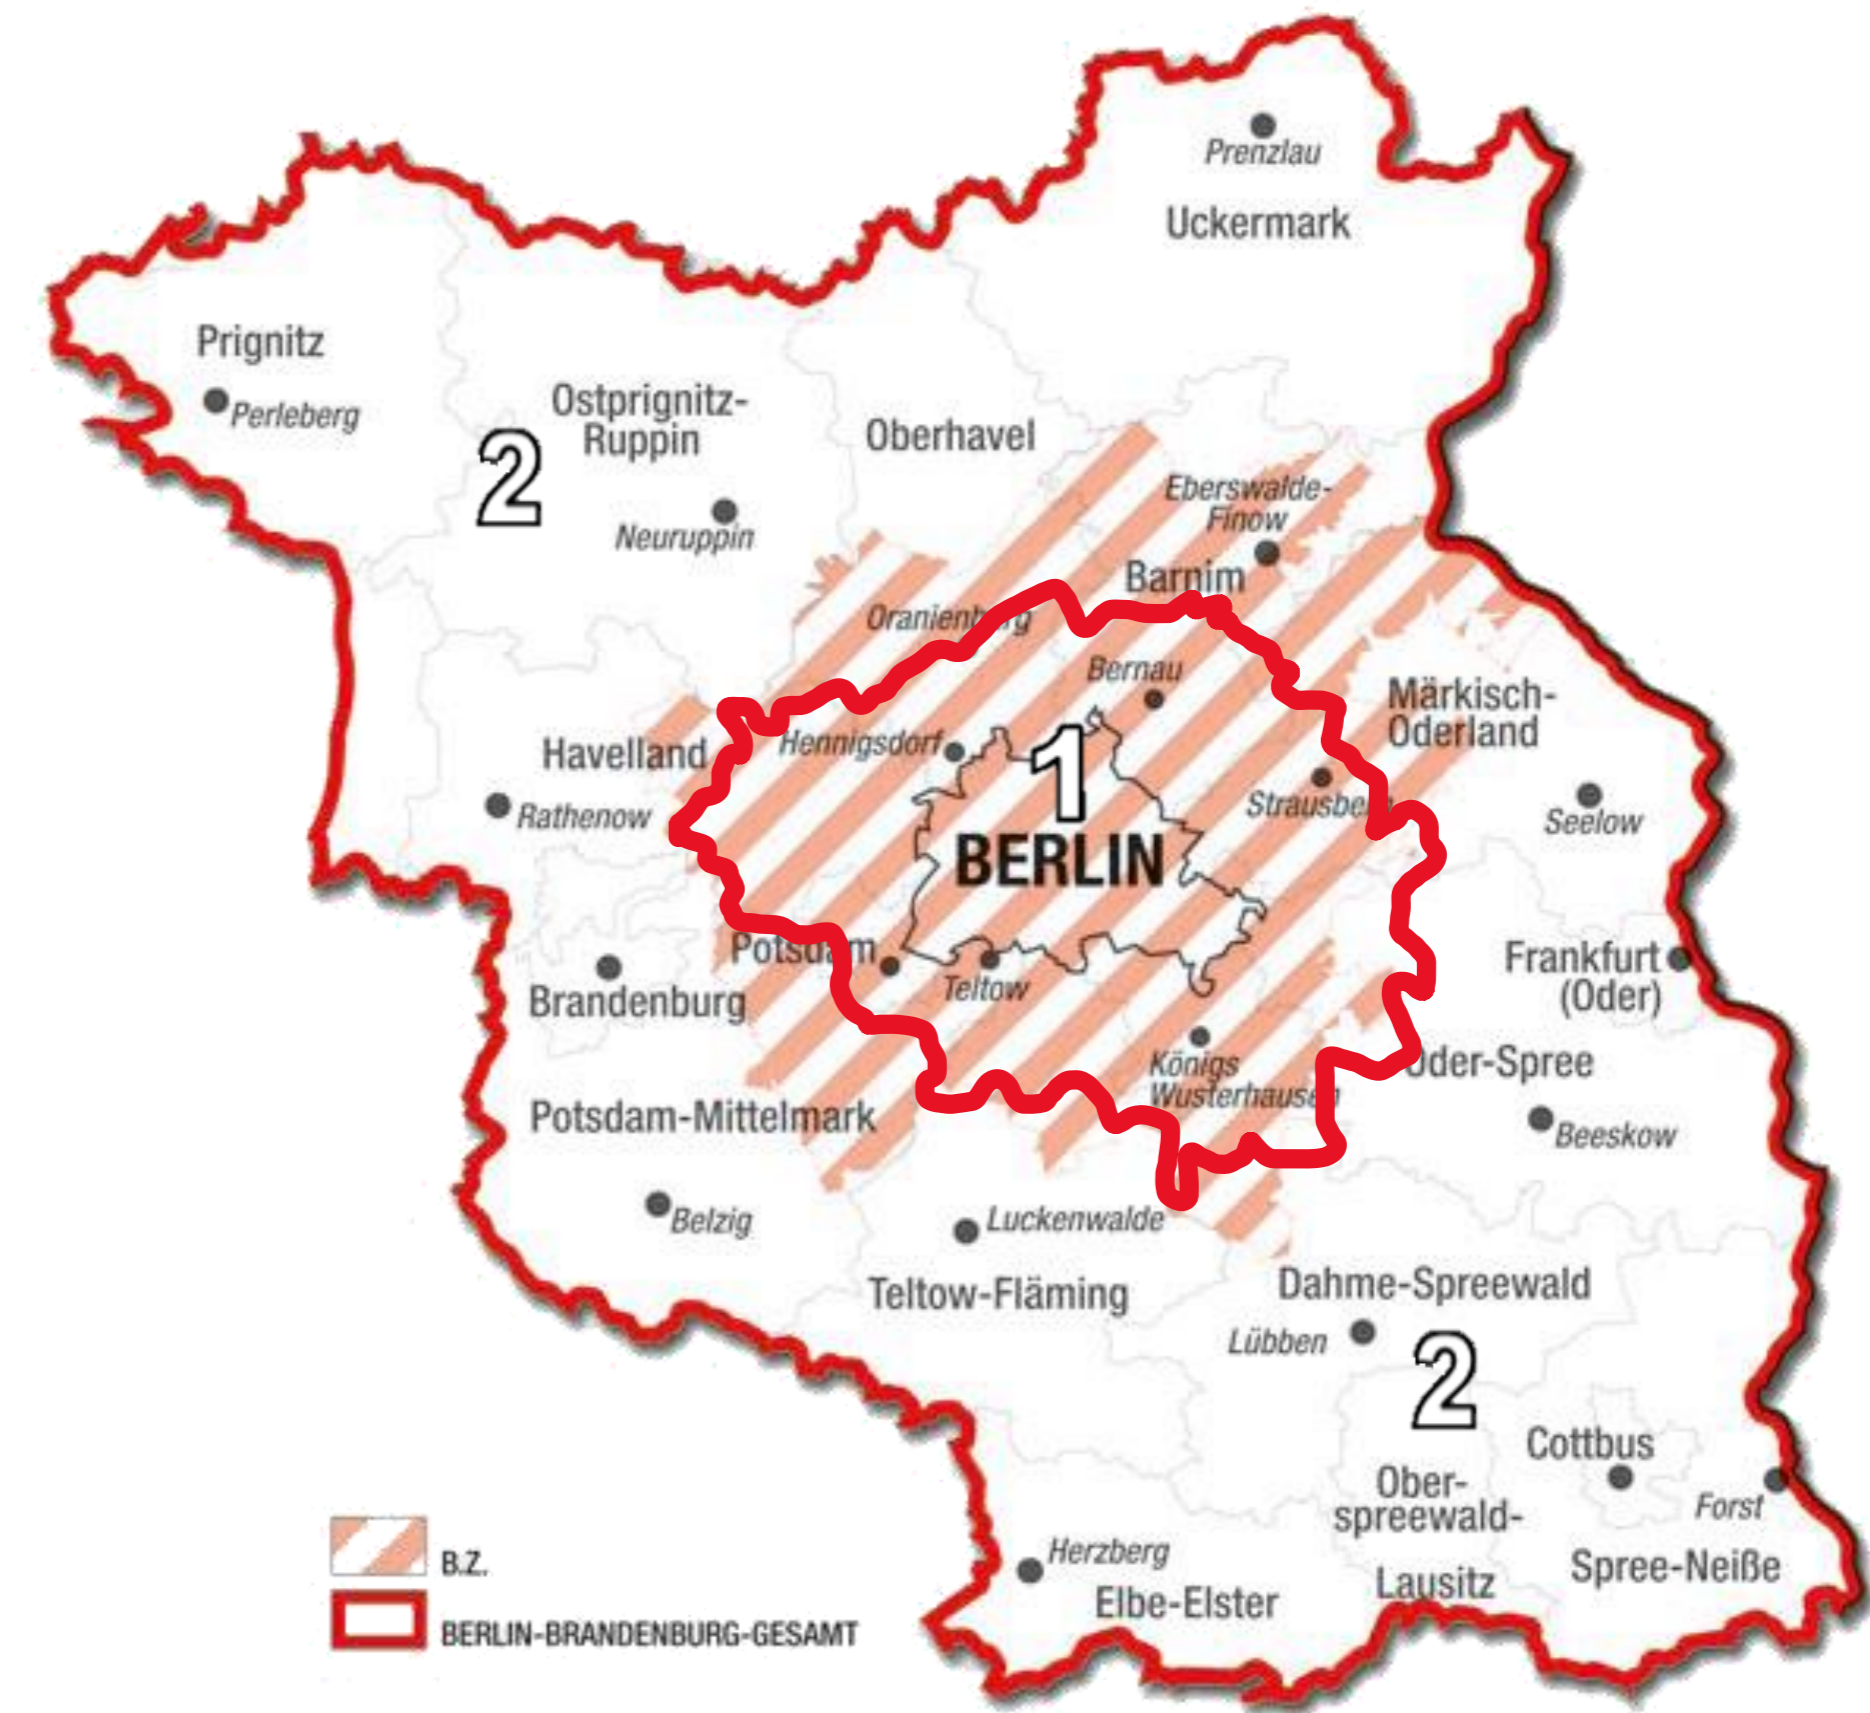 Prenzlau
Uckermark
Prignitz
Perleberg
Ostprignitz-
Ruppin
2
Neuruppin
Oberhavel
Eberswalde-
Finow
Barnim
Oranienburg
Bernau
Märkisch-
Oderland
Havelland
Hennigsdorf
1
BERLIN
Strausberg
Seelow
Rathenow
Potsdam
Teltow
Frankfurt
(Oder)
Brandenburg
Königs
Wusterhausen
Oder-Spree
Beeskow
Potsdam-Mittelmark
Belzig
Luckenwalde
Teltow-Fläming
Dahme-Spreewald
Lübben
2
Cottbus
Ober-
spreewald-
Lausitz
Forst
Spree-Neiße
Herzberg
Elbe-Elster
B.Z.
BERLIN-BRANDENBURG-GESAMT